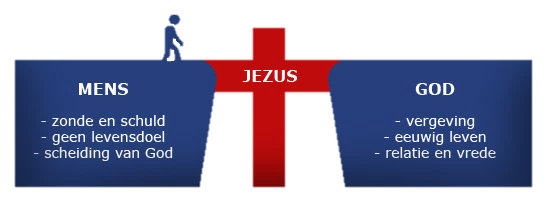 MENS
- zonde en schuld
- geen levensdoel
- scheiding van God
JEZUS
GOD
- vergeving
- eeuwig leven
- relatie en vrede